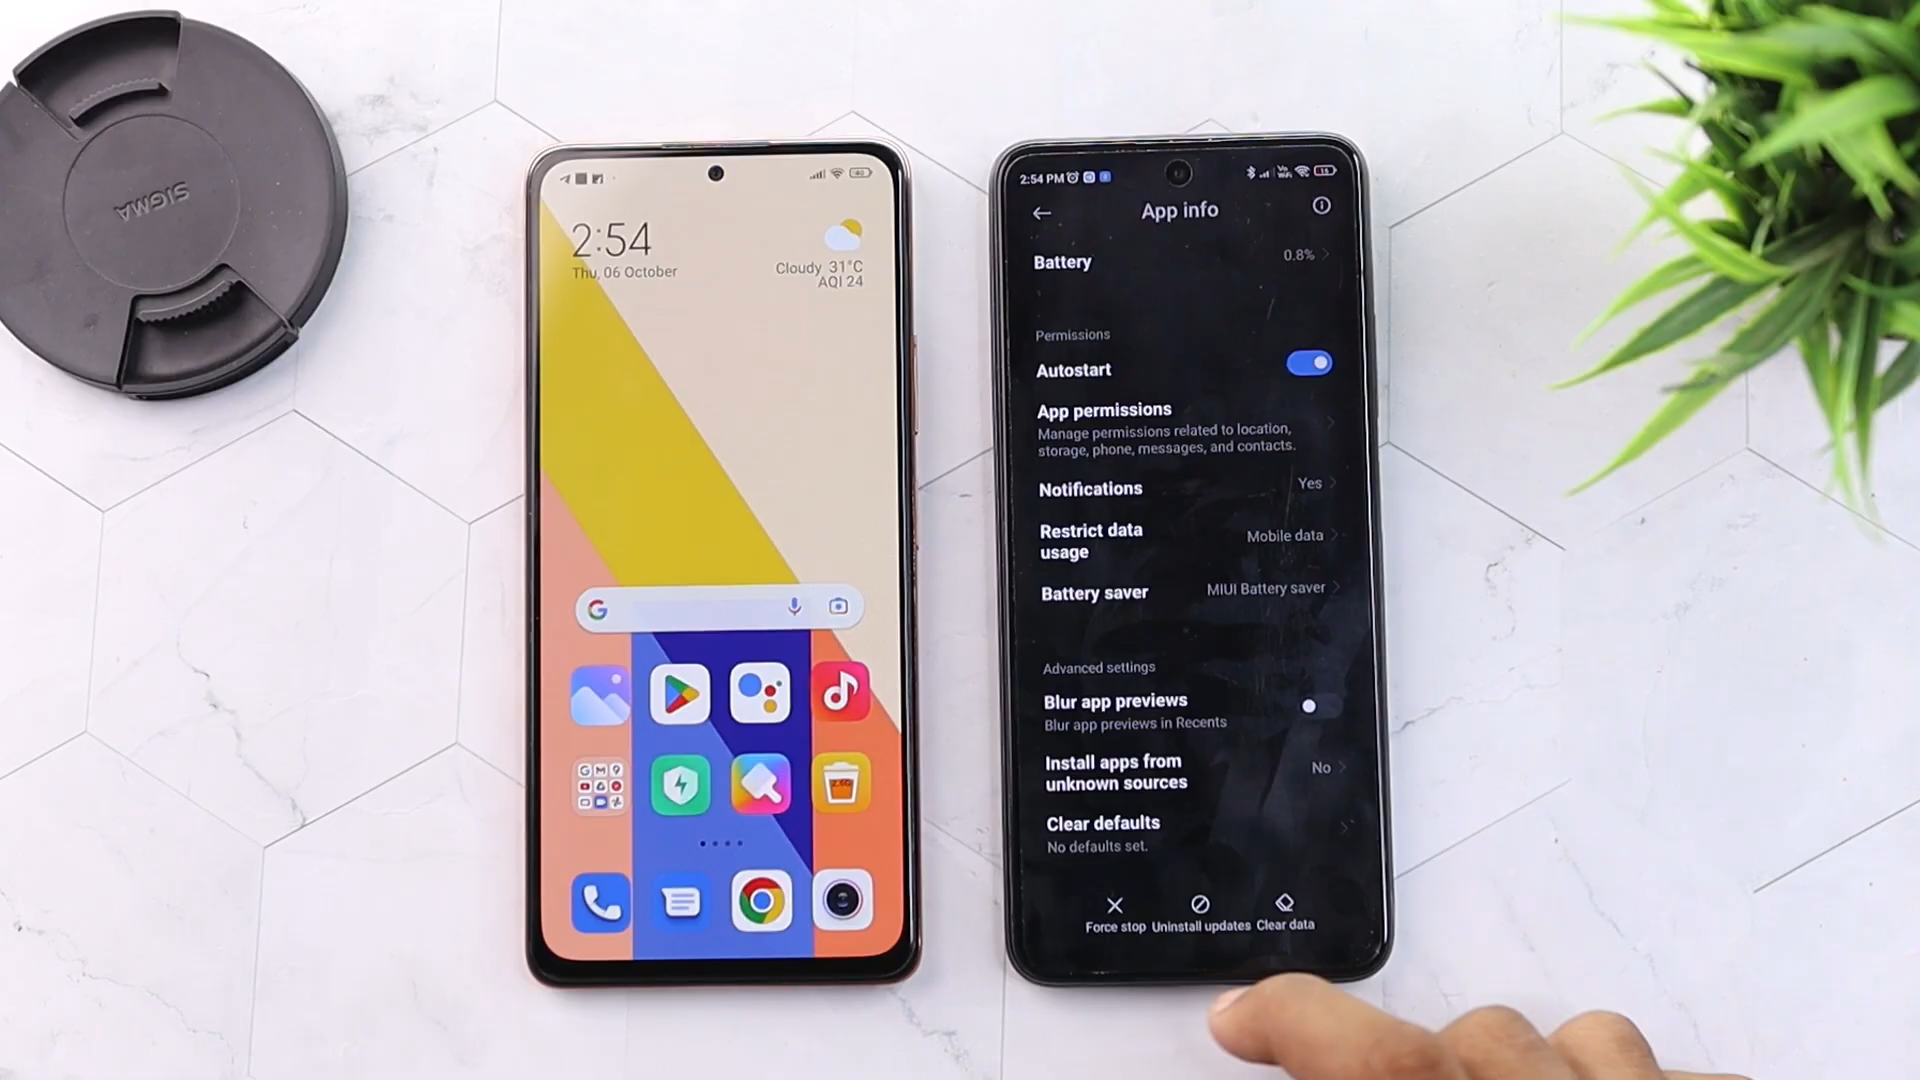 SIGMA
2:54
Thu, 06 October
Cloudy 31°C
AQI 24
2:54 PM
App info
Battery
0.8%
Permissions
Autostart
App permissions
Manage permissions related to location,
storage, phone, messages, and contacts.
Notifications
Yes
Restrict data
usage
Mobile data
Battery saver
MIUI Battery saver
Advanced settings
Blur app previews
Blur app previews in Recents
Install apps from
unknown sources
No
Clear defaults
No defaults set.
Force stop
Uninstall updates
Clear data